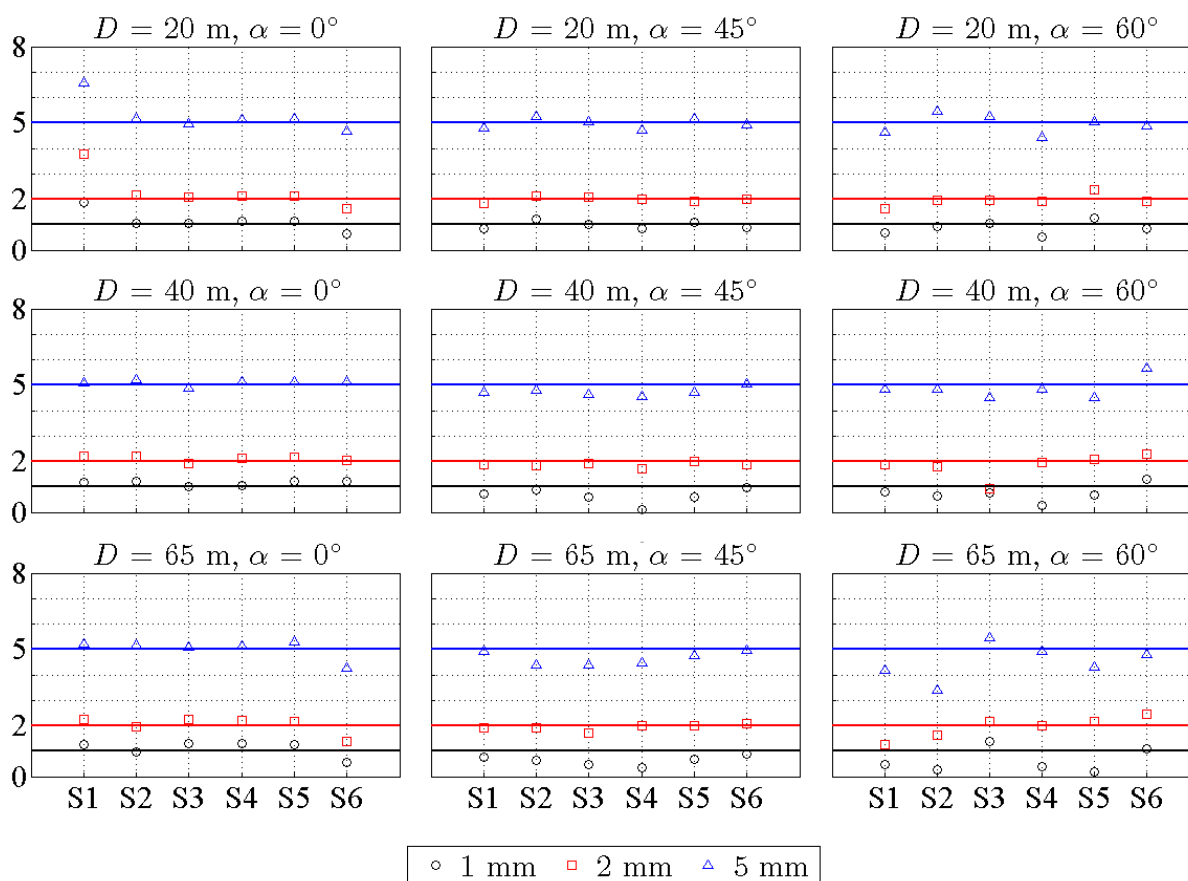 D = 20 m, α = 0°
D = 20 m, α = 45°
D = 20 m, α = 60°
8
5
2
0
D = 40 m, α = 0°
D = 40 m, α = 45°
D = 40 m, α = 60°
8
5
2
0
D = 65 m, α = 0°
D = 65 m, α = 45°
D = 65 m, α = 60°
8
5
2
0
S1 S2 S3 S4 S5 S6
S1 S2 S3 S4 S5 S6
S1 S2 S3 S4 S5 S6
1 mm 2 mm 5 mm